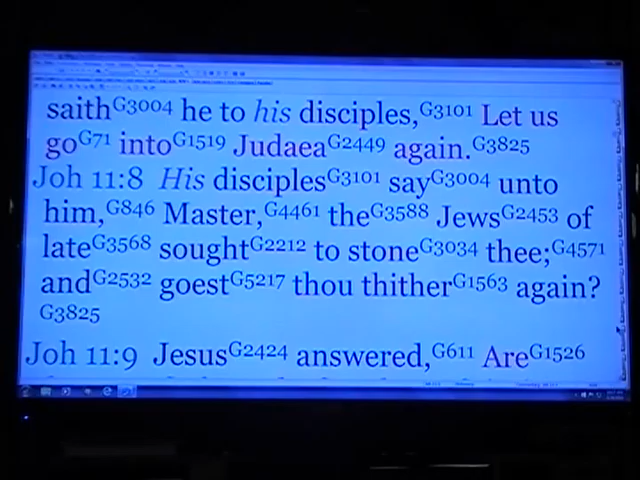 saithG3004 he to his disciples,G3101 Let us
goG71 intoG1519 JudaeaG2449 again.G3825
Joh 11:8 His disciplesG3101 sayG3004 unto
him,G846 Master,G4461 theG3588 JewsG2453 of
lateG3568 soughtG2212 to stoneG3034 thee;G4571
andG2532 goestG5217 thou thitherG1563 again?
G3825
Joh 11:9 JesusG2424 answered,G611 AreG1526